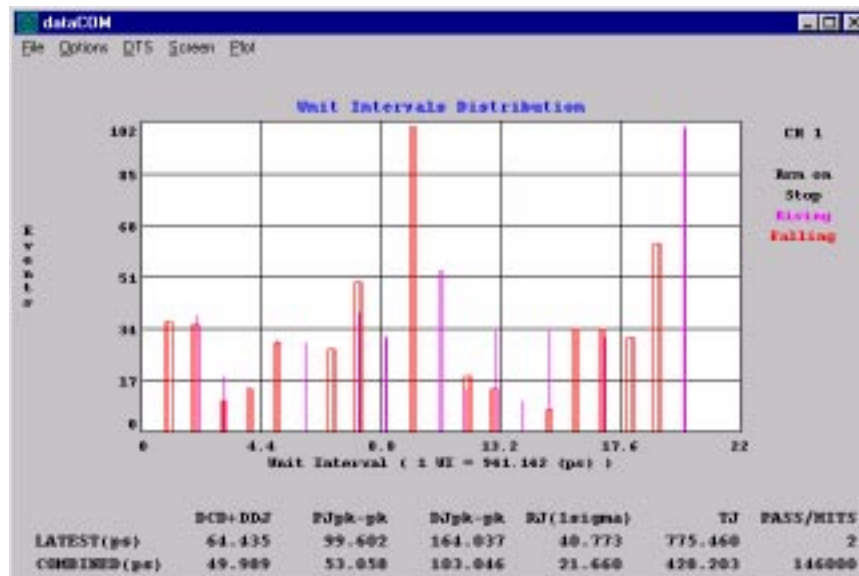 dataCOM
File Options DTS Screen Plot
Unit Intervals Distribution
102
85
68
51
34
17
0
Events
0 4.4 8.8 13.2 17.6 22
Unit Interval ( 1 UI = 941.162 (ps) )
CH 1
Arm on
Stop
Rising
Falling
DCD+DDJ PJpk-pk DJpk-pk RJ(1sigma) TJ PASS/HITS
LATEST(ps) 64.435 99.602 164.037 40.773 775.460 2
COMBINED(ps) 49.989 53.058 103.046 21.660 428.203 146000